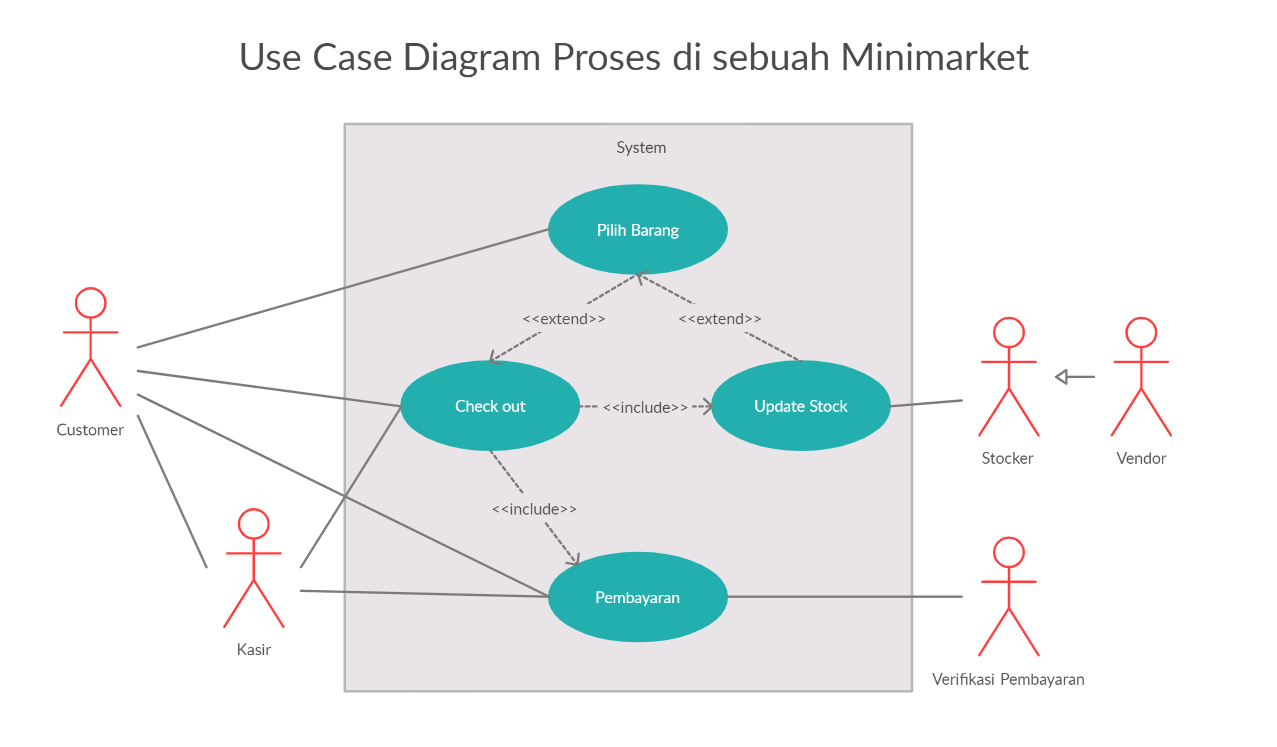 Use Case Diagram Proses di sebuah Minimarket
System
Pilih Barang
<<extend>>
<<extend>>
Check out
<<include>>
Update Stock
Customer
Stocker
Vendor
<<include>>
Pembayaran
Kasir
Verifikasi Pembayaran